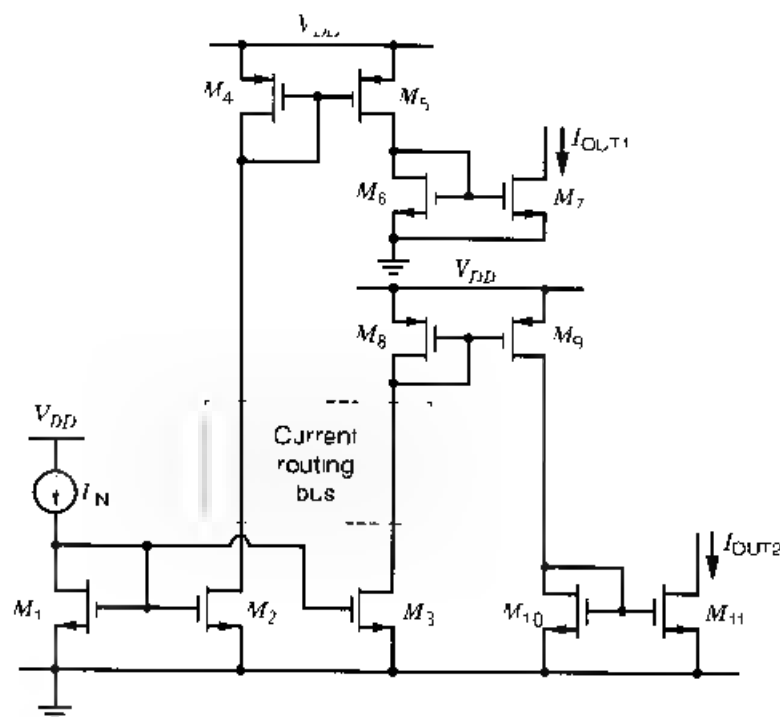 V_DD
M_4
M_5
I_OUT1
M_6
M_7
V_DD
M_8
M_9
V_DD
Current
routing
bus
I_IN
I_OUT2
M_1
M_2
M_3
M_10
M_11